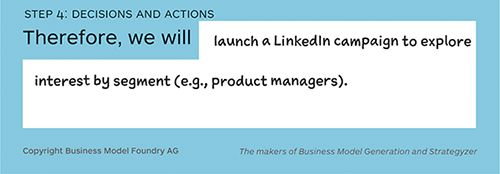 STEP 4: DECISIONS AND ACTIONS
Therefore, we will launch a LinkedIn campaign to explore
interest by segment (e.g., product managers).
Copyright Business Model Foundry AG
The makers of Business Model Generation and Strategyzer